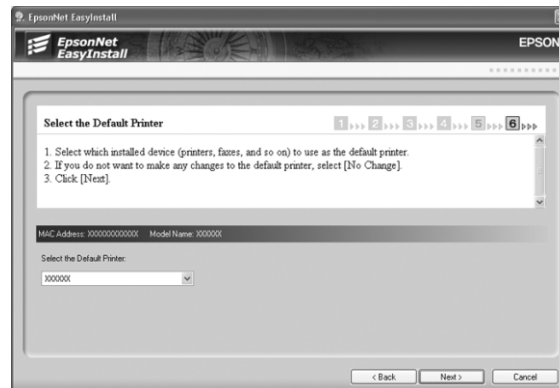 EpsonNet EasyInstall
EpsonNet
EasyInstall
EPSON
Select the Default Printer
1 2 3 4 5 6
1. Select which installed device (printers, faxes, and so on) to use as the default printer.
2. If you do not want to make any changes to the default printer, select [No Change].
3. Click [Next].
MAC Address: XXXXXXXXXXXX Model Name: XXXXXX
Select the Default Printer:
XXXXXX
< Back Next > Cancel